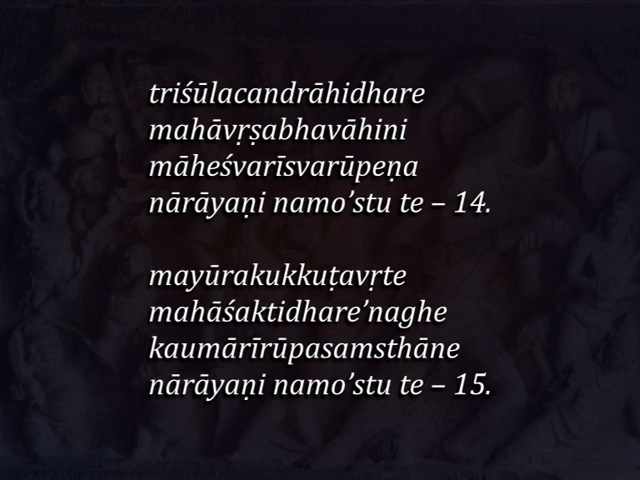 triśūlacandrāhidhare
mahāvṛṣabhavāhini
māheśvarīsvarūpeṇa
nārāyaṇi namo’stu te – 14.
mayūrakukkuṭavṛte
mahāśaktidhare’naghe
kaumārīrūpasamsthāne
nārāyaṇi namo’stu te – 15.